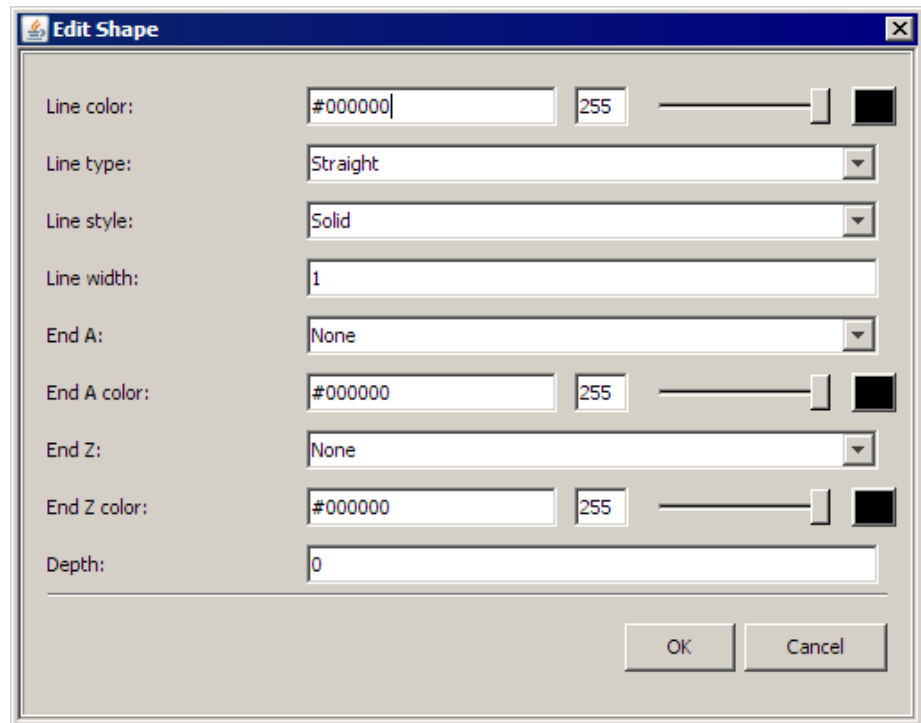 Edit Shape
Line color: #000000 255
Line type: Straight
Line style: Solid
Line width: 1
End A: None
End A color: #000000 255
End Z: None
End Z color: #000000 255
Depth: 0
OK Cancel